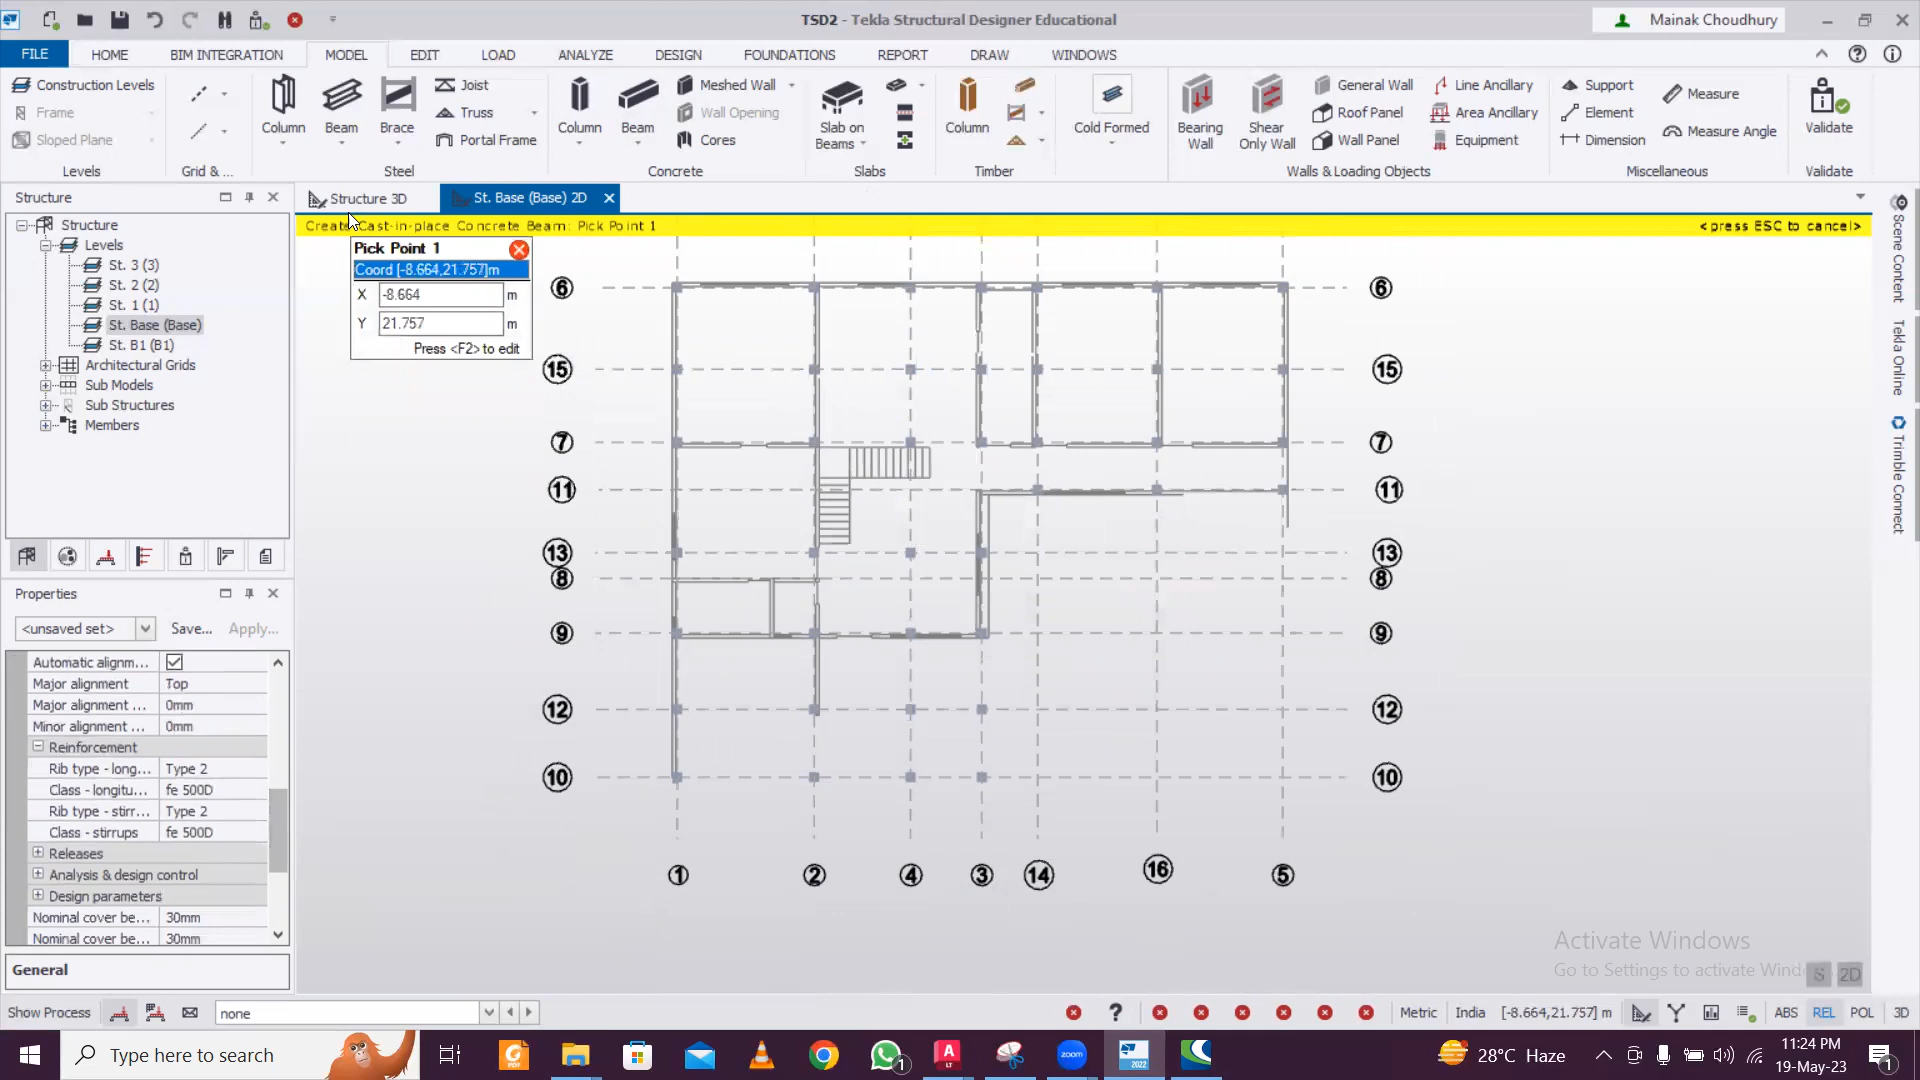 TSD2 - Tekla Structural Designer Educational
Mainak Choudhury
FILE HOME BIM INTEGRATION MODEL EDIT LOAD ANALYZE DESIGN FOUNDATIONS REPORT DRAW WINDOWS
Construction Levels
Frame
Sloped Plane
Levels
Grid & ...
Column
Beam
Brace
Joist
Truss
Portal Frame
Steel
Column
Beam
Meshed Wall
Wall Opening
Cores
Concrete
Slab on
Beams
Slabs
Column
Timber
Cold Formed
Bearing
Wall
Shear
Only Wall
General Wall
Roof Panel
Wall Panel
Line Ancillary
Area Ancillary
Equipment
Walls & Loading Objects
Support
Element
Dimension
Measure
Measure Angle
Miscellaneous
Validate
Validate
Structure
Structure
Levels
St. 3 (3)
St. 2 (2)
St. 1 (1)
St. Base (Base)
St. B1 (B1)
Architectural Grids
Sub Models
Sub Structures
Members
Properties
<unsaved set>
Save...
Apply...
Automatic alignm...
Major alignment Top
Major alignment ... 0mm
Minor alignment ... 0mm
Reinforcement
Rib type - long... Type 2
Class - longitu... fe 500D
Rib type - stirr... Type 2
Class - stirrups fe 500D
Releases
Analysis & design control
Design parameters
Nominal cover be... 30mm
Nominal cover be... 30mm
General
Structure 3D
St. Base (Base) 2D
Create Cast-in-place Concrete Beam: Pick Point 1
<press ESC to cancel>
Pick Point 1
Coord [-8.664,21.757]m
X -8.664 m
Y 21.757 m
Press <F2> to edit
6 6
15 15
7 7
11 11
13 13
8 8
9 9
12 12
10 10
1 2 4 3 14 16 5
Scene Content
Tekla Online
Trimble Connect
Activate Windows
Go to Settings to activate Wind
S 2D
Show Process
none
Metric India [-8.664,21.757] m
ABS REL POL 3D
Type here to search
PDF
1
LT
zoom
2022
28°C Haze
11:24 PM
19-May-23
1